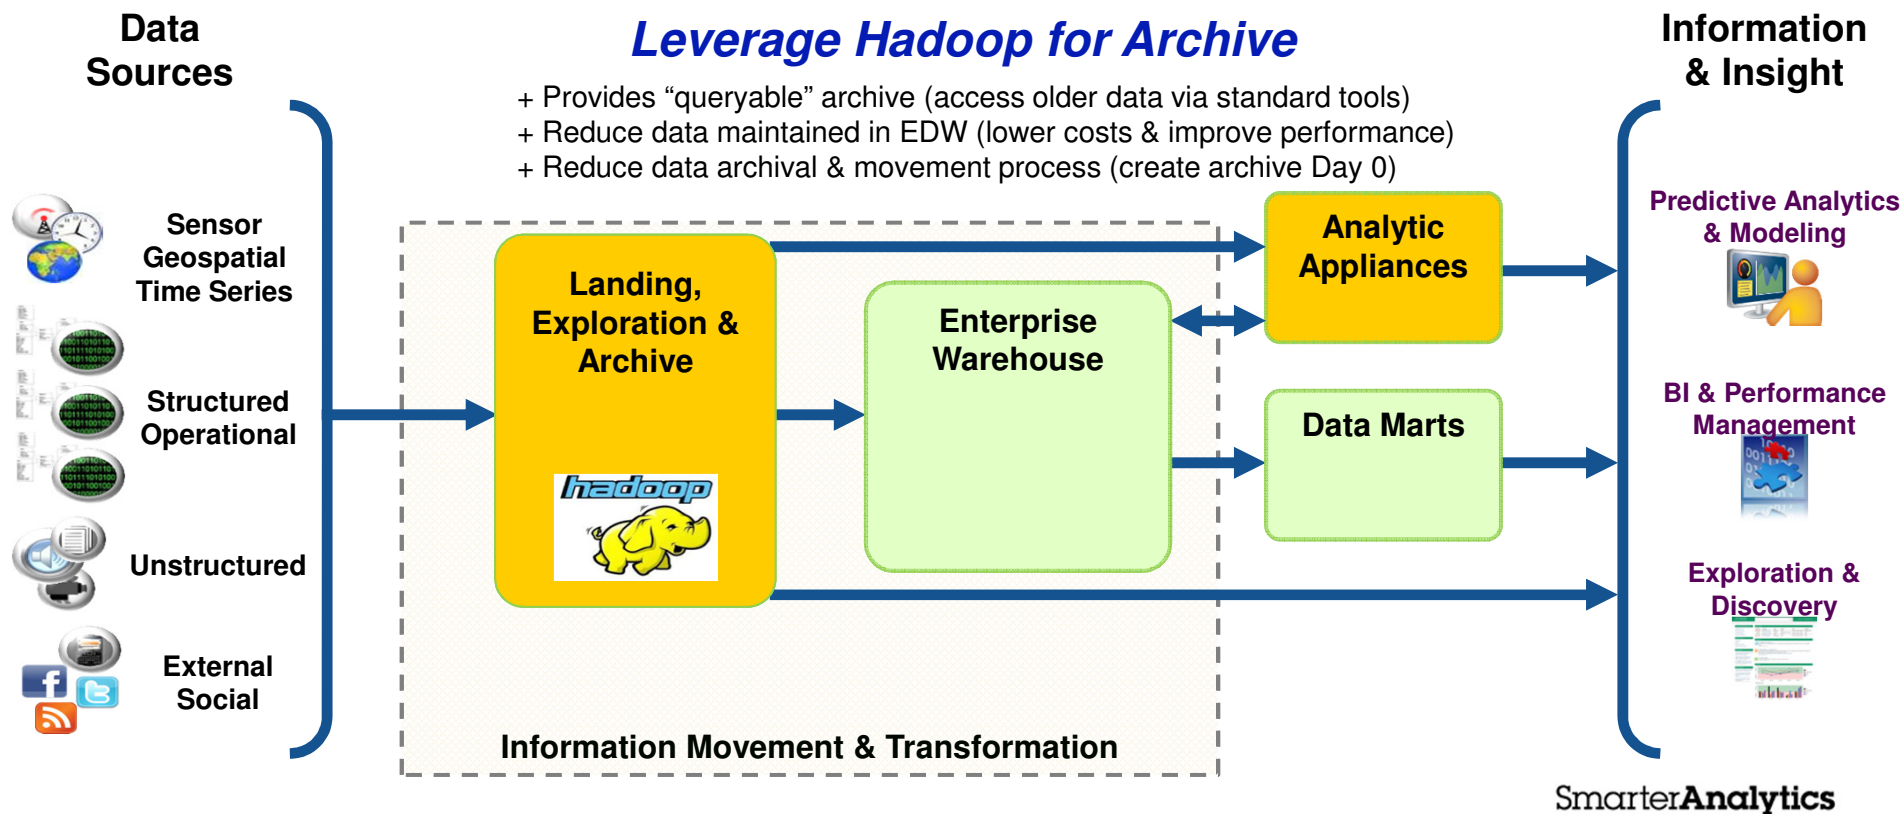 Data
Sources
Leverage Hadoop for Archive
Information
& Insight
+ Provides “queryable” archive (access older data via standard tools)
+ Reduce data maintained in EDW (lower costs & improve performance)
+ Reduce data archival & movement process (create archive Day 0)
Sensor
Geospatial
Time Series
Structured
Operational
Unstructured
External
Social
Landing,
Exploration &
Archive
hadoop
Enterprise
Warehouse
Analytic
Appliances
Data Marts
Information Movement & Transformation
Predictive Analytics
& Modeling
BI & Performance
Management
Exploration &
Discovery
SmarterAnalytics